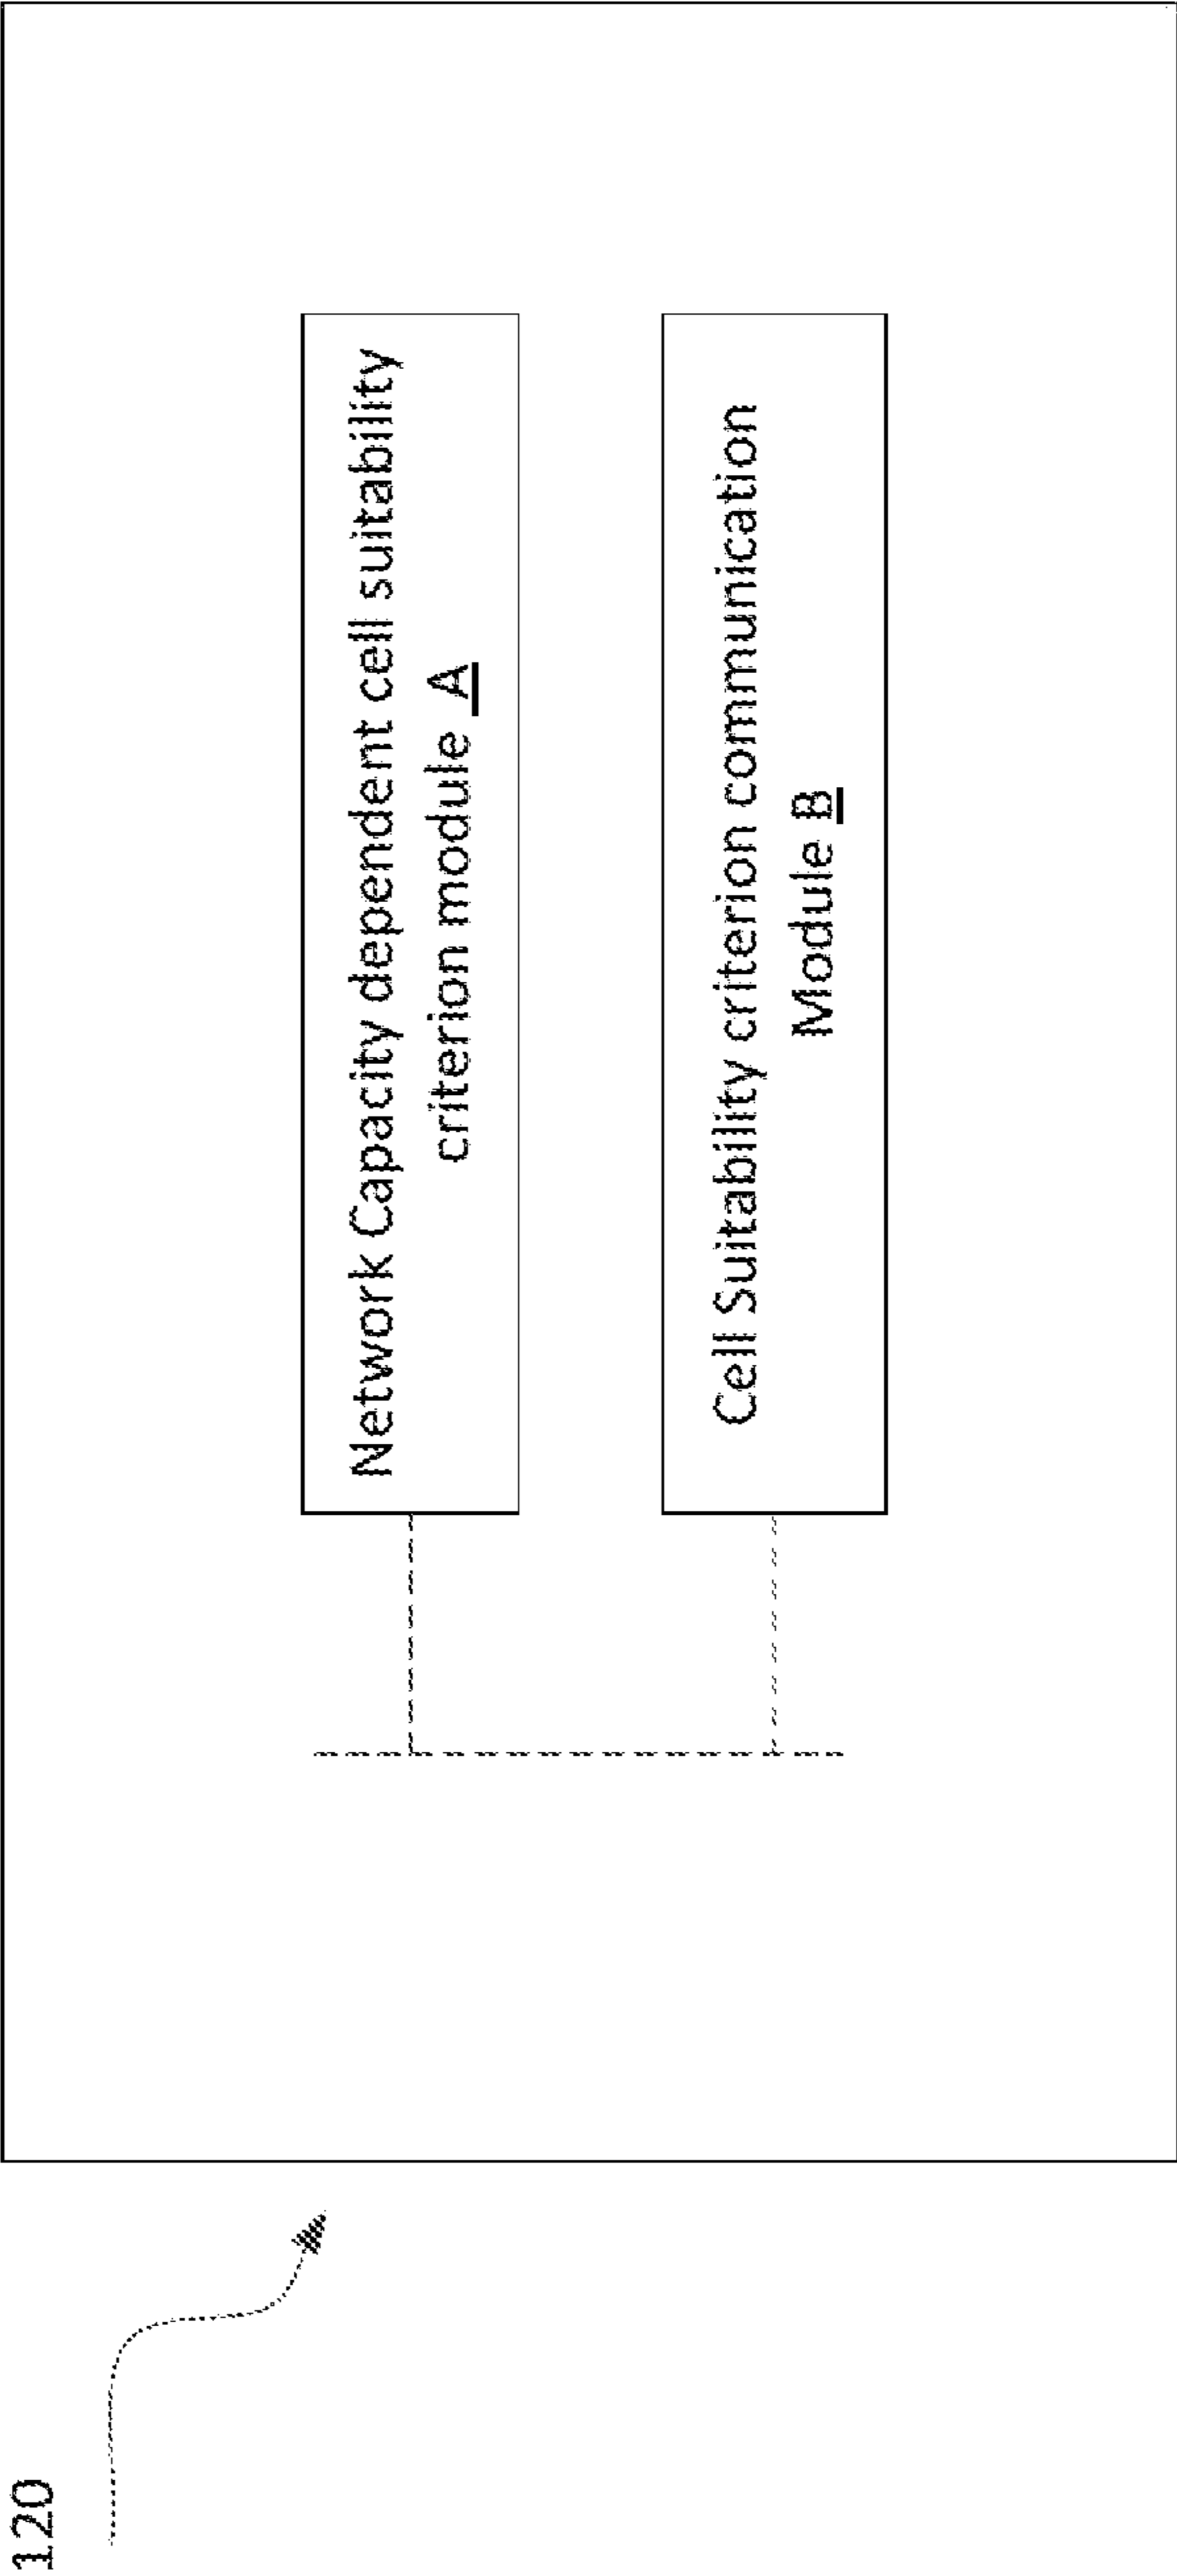 120
Network Capacity dependent cell suitability
criterion module A
Cell Suitability criterion communication
Module B